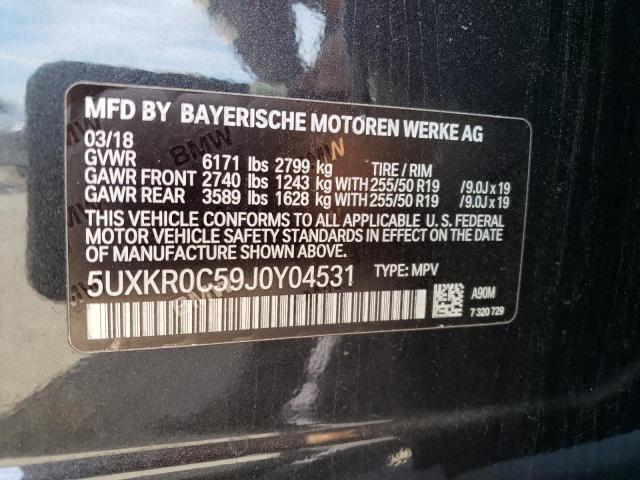 MFD BY BAYERISCHE MOTOREN WERKE AG
03/18
GVWR 6171 lbs 2799 kg TIRE / RIM
GAWR FRONT 2740 lbs 1243 kg WITH 255/50 R19 /9.0J x 19
GAWR REAR 3589 lbs 1628 kg WITH 255/50 R19 /9.0J x 19
THIS VEHICLE CONFORMS TO ALL APPLICABLE U. S. FEDERAL
MOTOR VEHICLE SAFETY STANDARDS IN EFFECT ON THE DATE
OF MANUFACTURE SHOWN ABOVE.
5UXKR0C59J0Y04531 TYPE: MPV
A90M
7 320 729